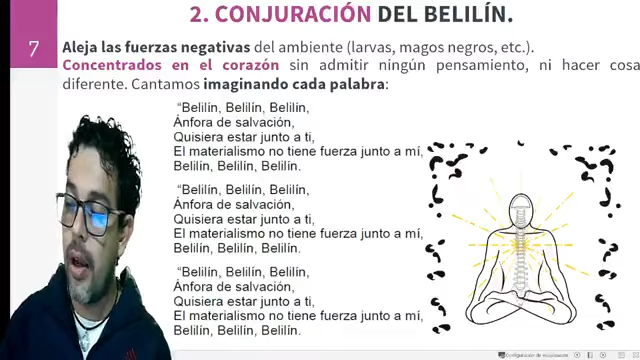 2. CONJURACIÓN DEL BELILÍN.
7
Aleja las fuerzas negativas del ambiente (larvas, magos negros, etc.).
Concentrados en el corazón sin admitir ningún pensamiento, ni hacer cosa
diferente. Cantamos imaginando cada palabra:
"Belilín, Belilín, Belilín,
Ánfora de salvación,
Quisiera estar junto a ti,
El materialismo no tiene fuerza junto a mí,
Belilín, Belilín, Belilín.
"Belilín, Belilín, Belilín,
Ánfora de salvación,
Quisiera estar junto a ti,
El materialismo no tiene fuerza junto a mí,
Belilín, Belilín, Belilín.
"Belilín, Belilín, Belilín,
Ánfora de salvación,
Quisiera estar junto a ti,
El materialismo no tiene fuerza junto a mí,
Belilín, Belilín, Belilín.
Configuración de visualización